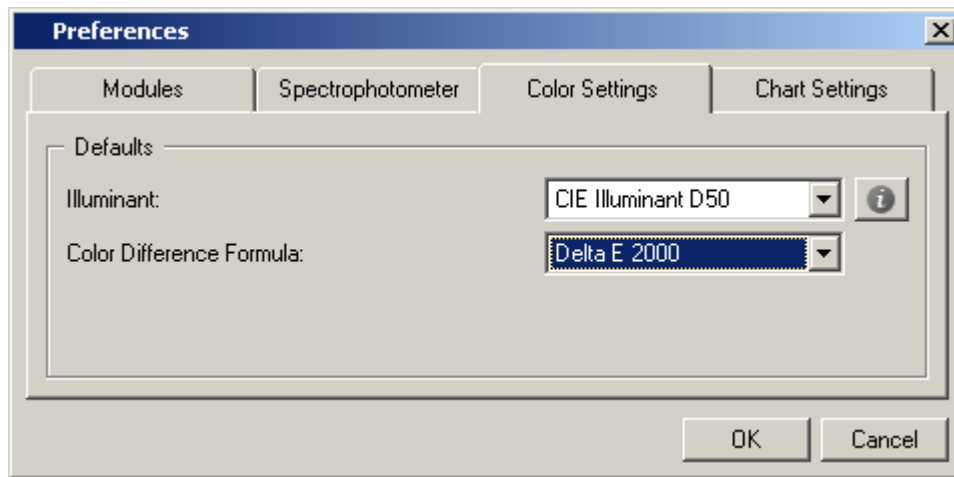 Preferences
Modules Spectrophotometer Color Settings Chart Settings
Defaults
Illuminant: CIE Illuminant D50
Color Difference Formula: Delta E 2000
OK Cancel